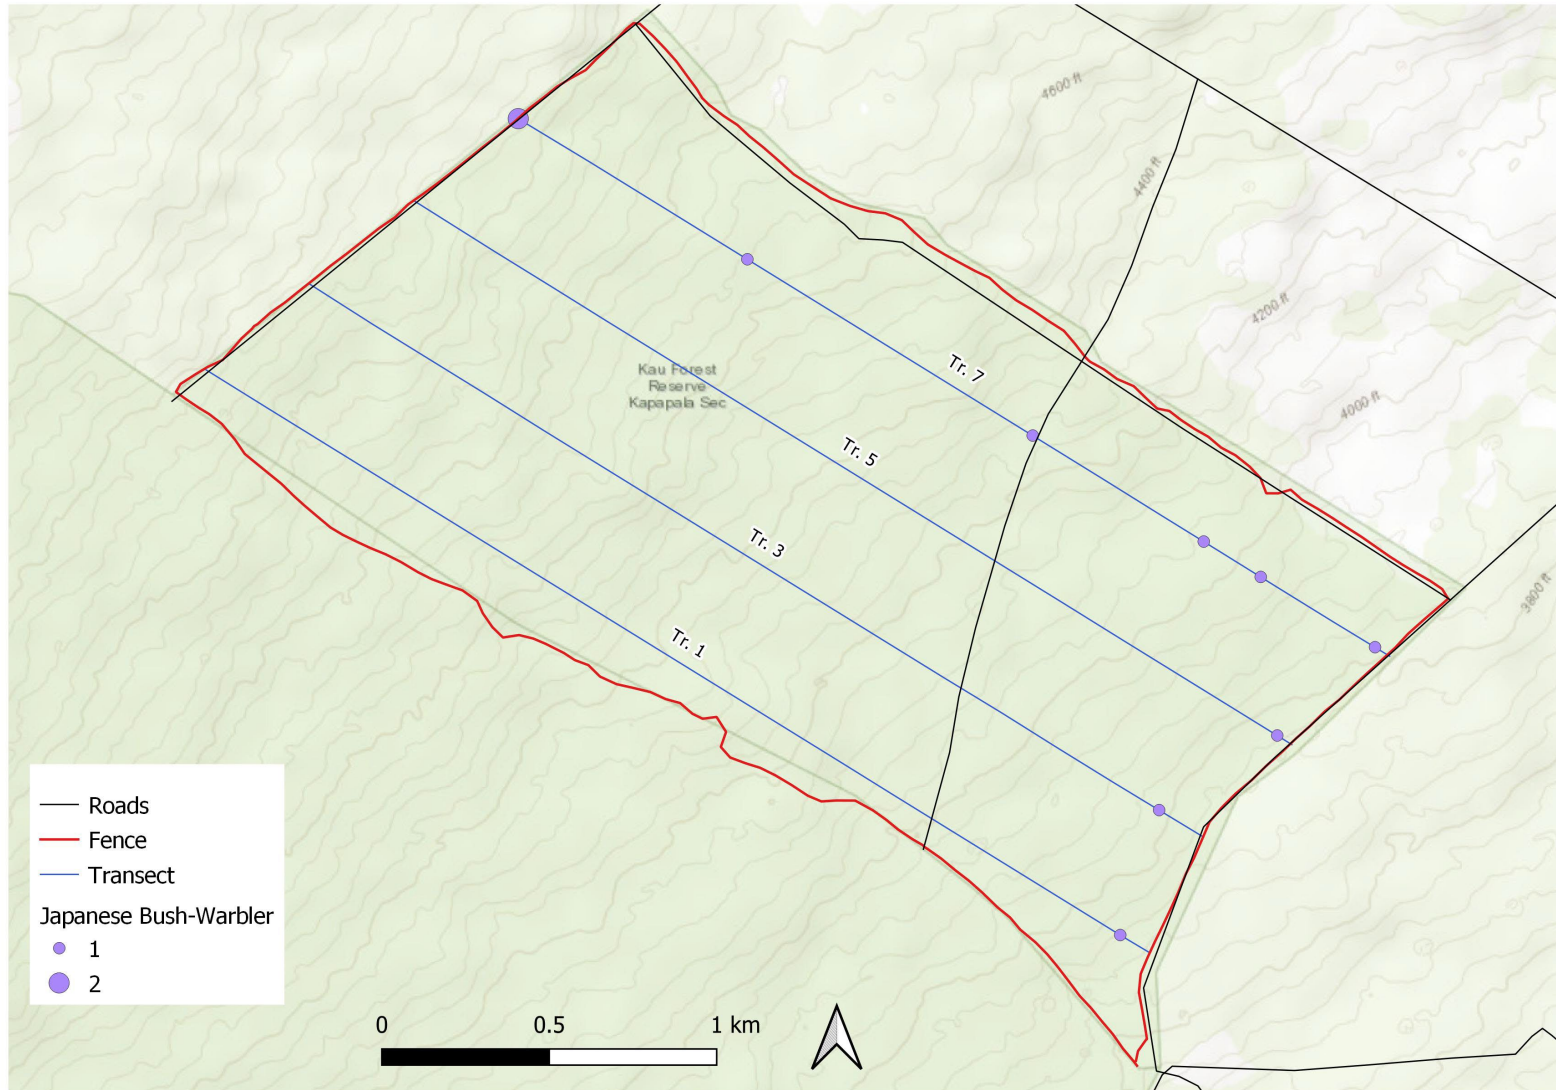 4600 ft
4400 ft
4200 ft
Tr. 7
Kau Forest
Reserve
Kapapala Sec
4000 ft
Tr. 5
Tr. 3
3800 ft
Tr. 1
Roads
Fence
Transect
Japanese Bush-Warbler
1
2
0 0.5 1 km